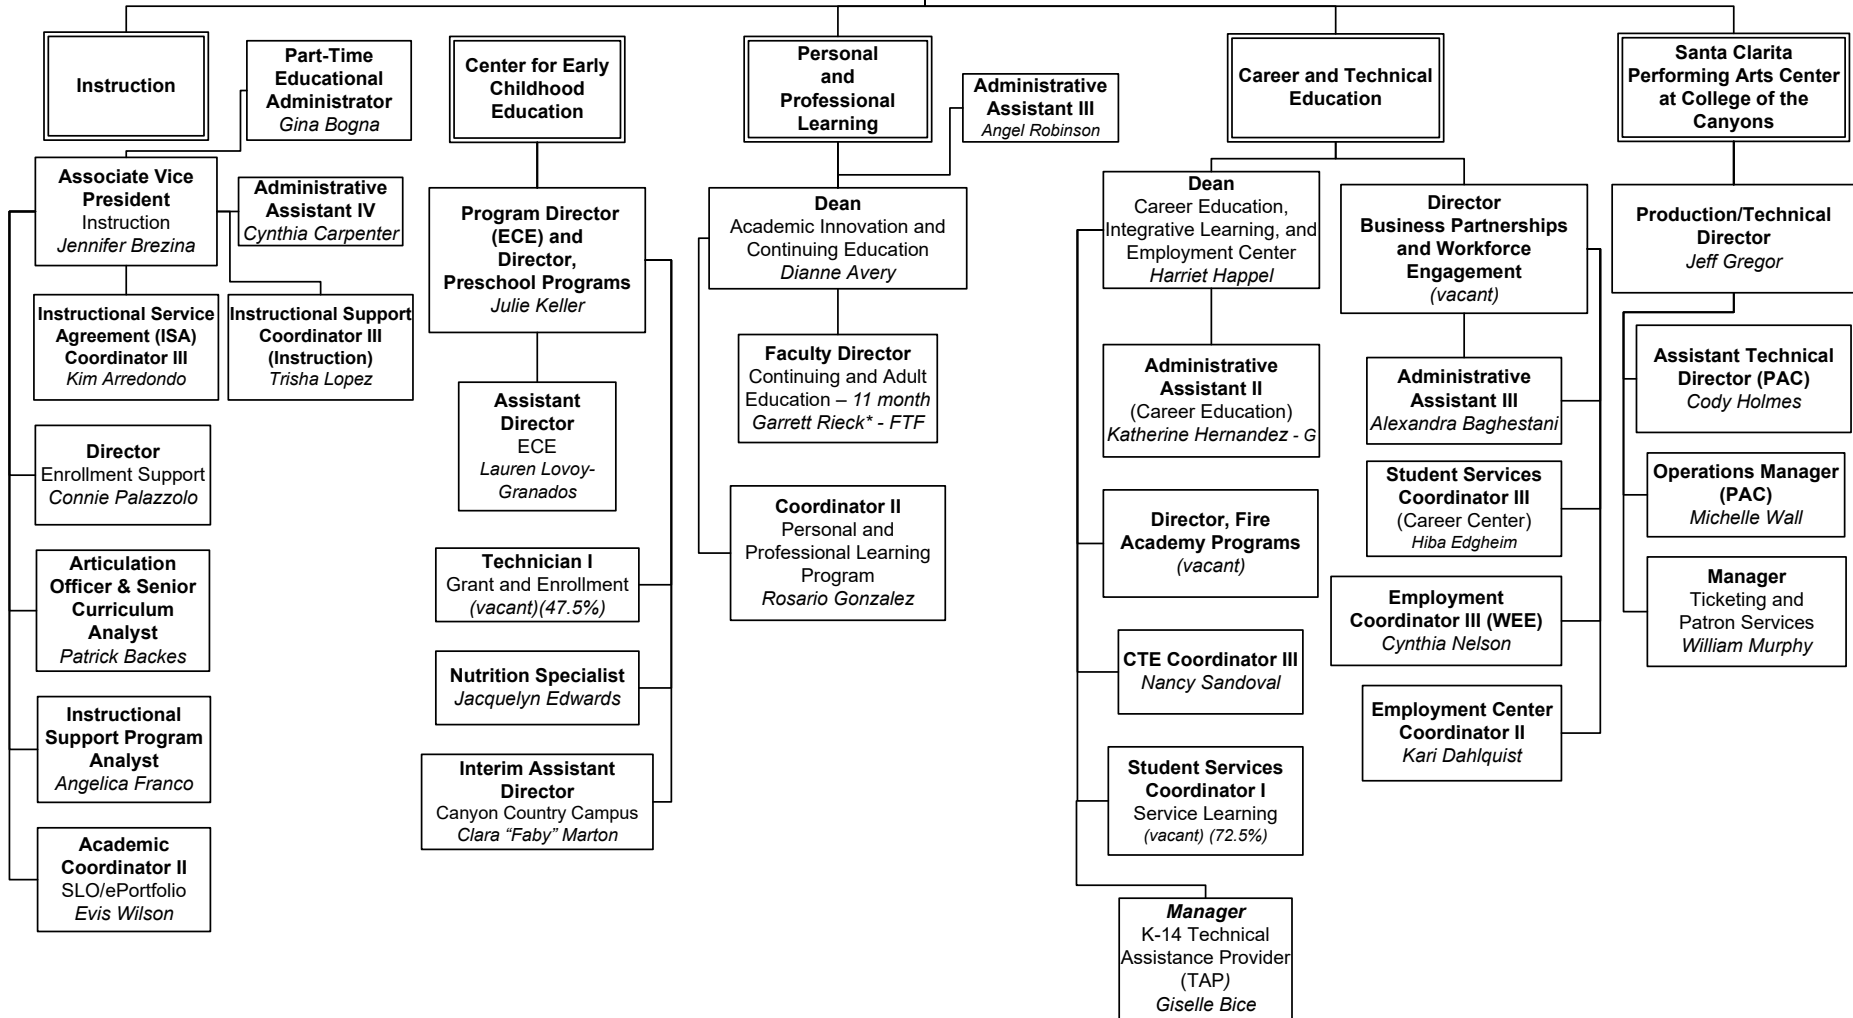 Instruction
Part-Time
Educational
Administrator
Gina Bogna
Associate Vice
President
Instruction
Jennifer Brezina
Administrative
Assistant IV
Cynthia Carpenter
Instructional Service
Agreement (ISA)
Coordinator III
Kim Arredondo
Instructional Support
Coordinator III
(Instruction)
Trisha Lopez
Director
Enrollment Support
Connie Palazzolo
Articulation
Officer & Senior
Curriculum
Analyst
Patrick Backes
Instructional
Support Program
Analyst
Angelica Franco
Academic
Coordinator II
SLO/ePortfolio
Evis Wilson
Center for Early
Childhood
Education
Program Director
(ECE) and
Director,
Preschool Programs
Julie Keller
Assistant
Director
ECE
Lauren Lovoy-
Granados
Technician I
Grant and Enrollment
(vacant)(47.5%)
Nutrition Specialist
Jacquelyn Edwards
Interim Assistant
Director
Canyon Country Campus
Clara “Faby” Marton
Personal
and
Professional
Learning
Administrative
Assistant III
Angel Robinson
Dean
Academic Innovation and
Continuing Education
Dianne Avery
Faculty Director
Continuing and Adult
Education – 11 month
Garrett Rieck* - FTF
Coordinator II
Personal and
Professional Learning
Program
Rosario Gonzalez
Career and Technical
Education
Dean
Career Education,
Integrative Learning, and
Employment Center
Harriet Happel
Administrative
Assistant II
(Career Education)
Katherine Hernandez - G
Director, Fire
Academy Programs
(vacant)
CTE Coordinator III
Nancy Sandoval
Student Services
Coordinator I
Service Learning
(vacant) (72.5%)
Manager
K-14 Technical
Assistance Provider
(TAP)
Giselle Bice
Director
Business Partnerships
and Workforce
Engagement
(vacant)
Administrative
Assistant III
Alexandra Baghestani
Student Services
Coordinator III
(Career Center)
Hiba Edgheim
Employment
Coordinator III (WEE)
Cynthia Nelson
Employment Center
Coordinator II
Kari Dahlquist
Santa Clarita
Performing Arts Center
at College of the
Canyons
Production/Technical
Director
Jeff Gregor
Assistant Technical
Director (PAC)
Cody Holmes
Operations Manager
(PAC)
Michelle Wall
Manager
Ticketing and
Patron Services
William Murphy